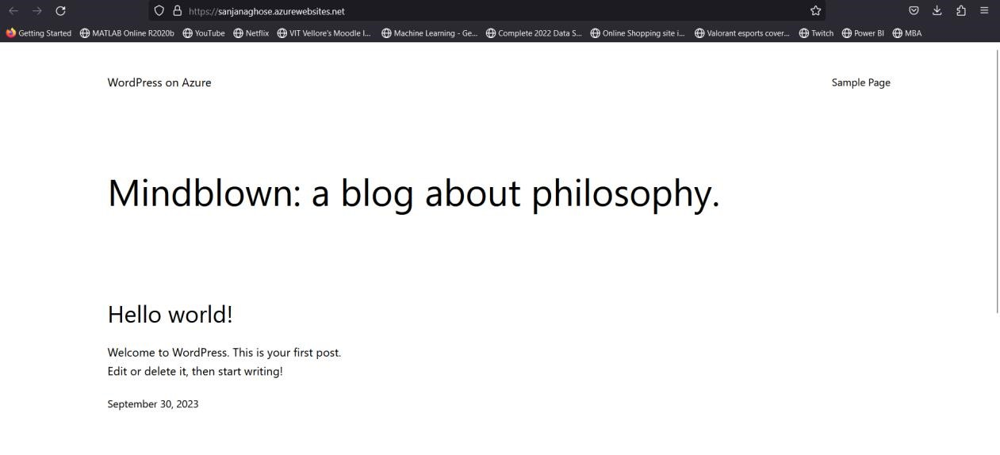 https://sanjanaghose.azurewebsites.net
Getting Started MATLAB Online R2020b YouTube Netflix VIT Vellore's Moodle l... Machine Learning - Ge... Complete 2022 Data S... Online Shopping site i... Valorant esports cover... Twitch Power BI MBA
WordPress on Azure Sample Page
Mindblown: a blog about philosophy.
Hello world!
Welcome to WordPress. This is your first post.
Edit or delete it, then start writing!
September 30, 2023